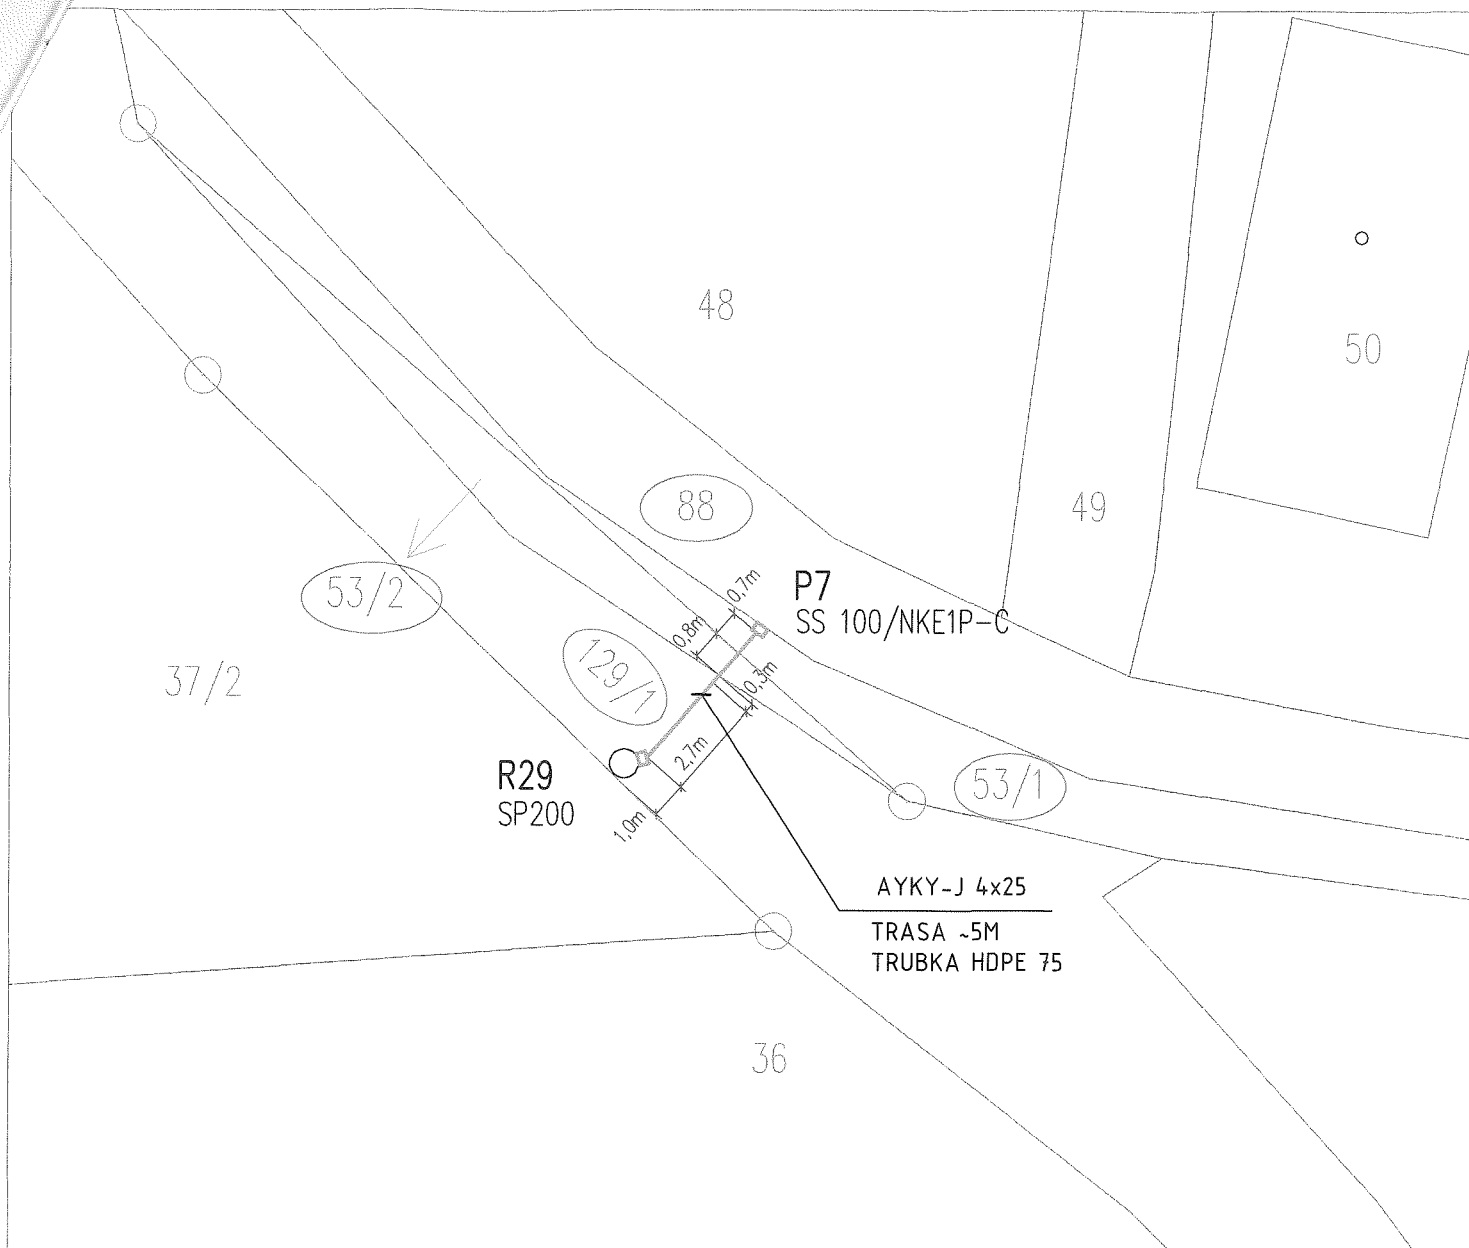 48
50
88
49
53/2
0,7m
P7
0,8m
SS 100/NKE1P-C
37/2
129/1
0,3m
2,7m
R29
SP200
53/1
1,0m
AYKY-J 4x25
TRASA ~5M
TRUBKA HDPE 75
36